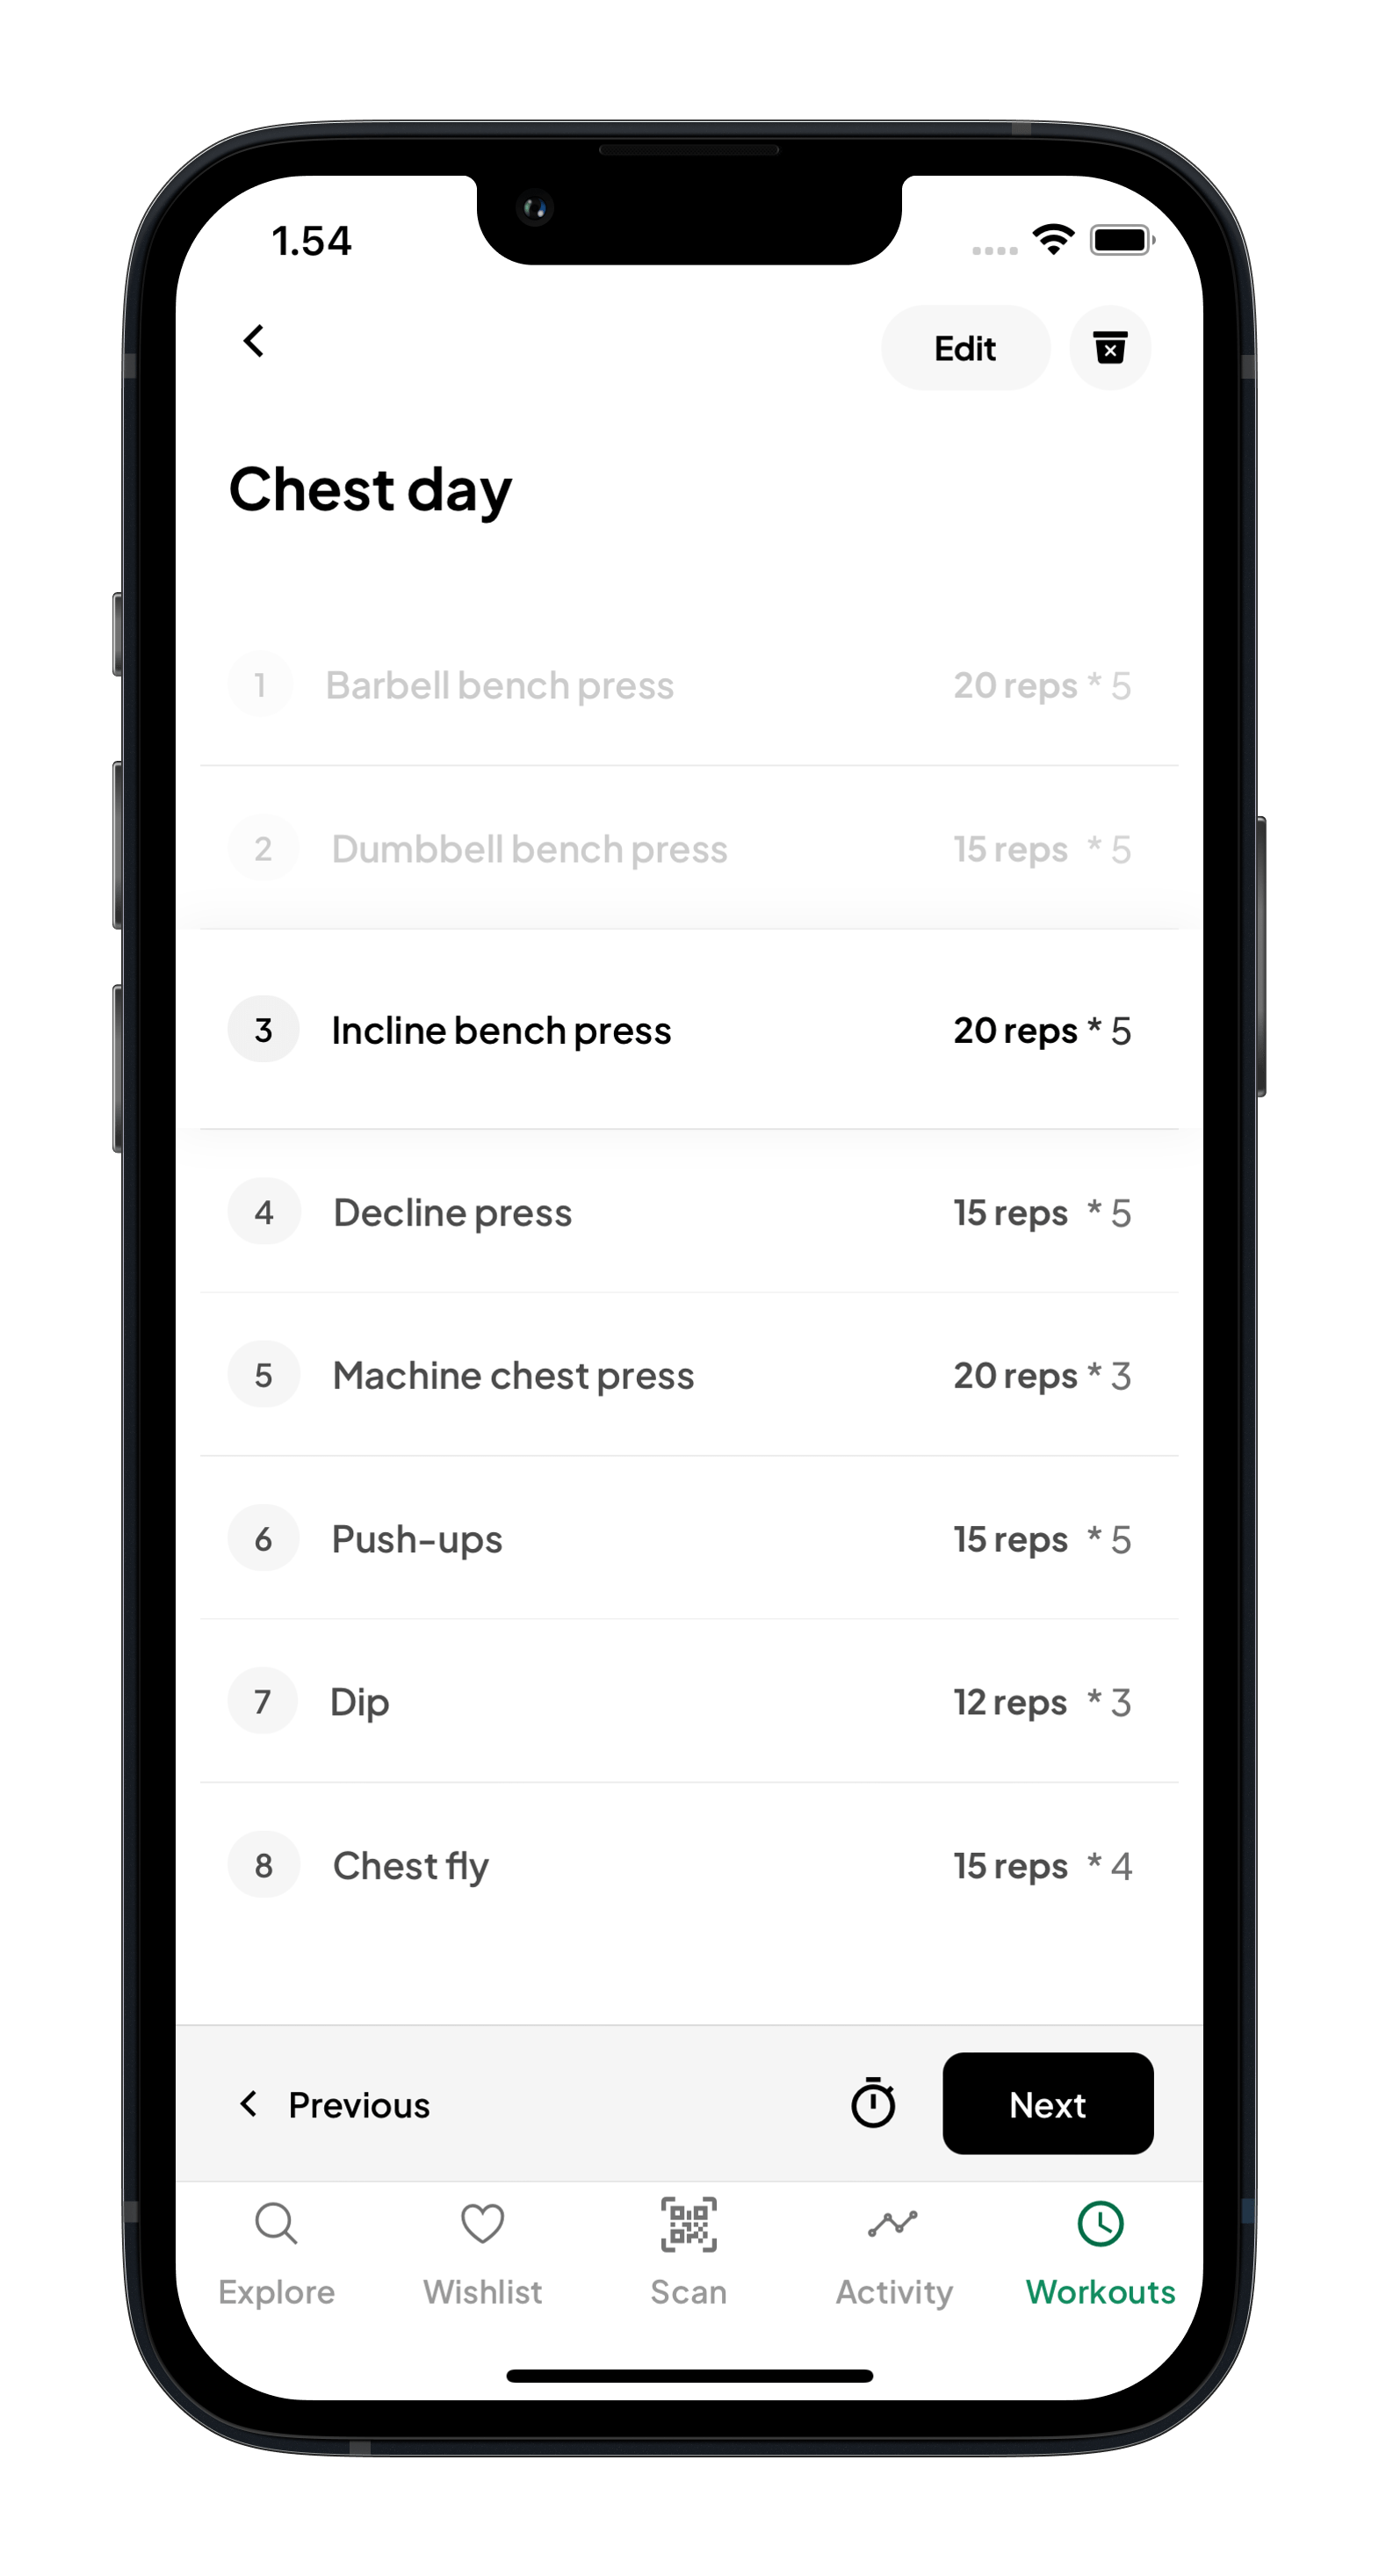 1.54
Edit
Chest day
1 Barbell bench press 20 reps * 5
2 Dumbbell bench press 15 reps * 5
3 Incline bench press 20 reps * 5
4 Decline press 15 reps * 5
5 Machine chest press 20 reps * 3
6 Push-ups 15 reps * 5
7 Dip 12 reps * 3
8 Chest fly 15 reps * 4
Previous Next
Explore Wishlist Scan Activity Workouts